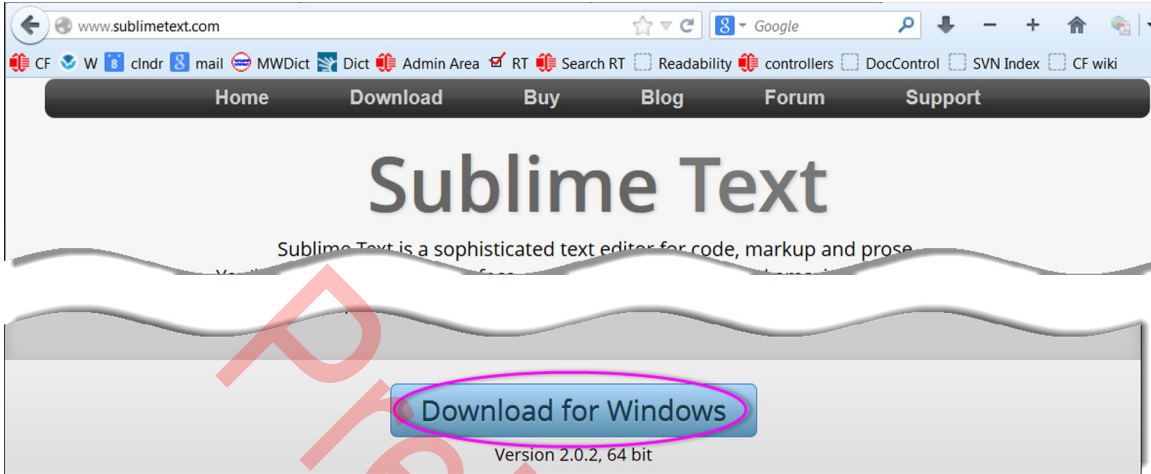 www.sublimetext.com Google
CF W 8 clndr 8 mail MWDict Dict Admin Area RT Search RT Readability controllers DocControl SVN Index CF wiki
Home Download Buy Blog Forum Support
Sublime Text
Sublime Text is a sophisticated text editor for code, markup and prose
Download for Windows
Version 2.0.2, 64 bit